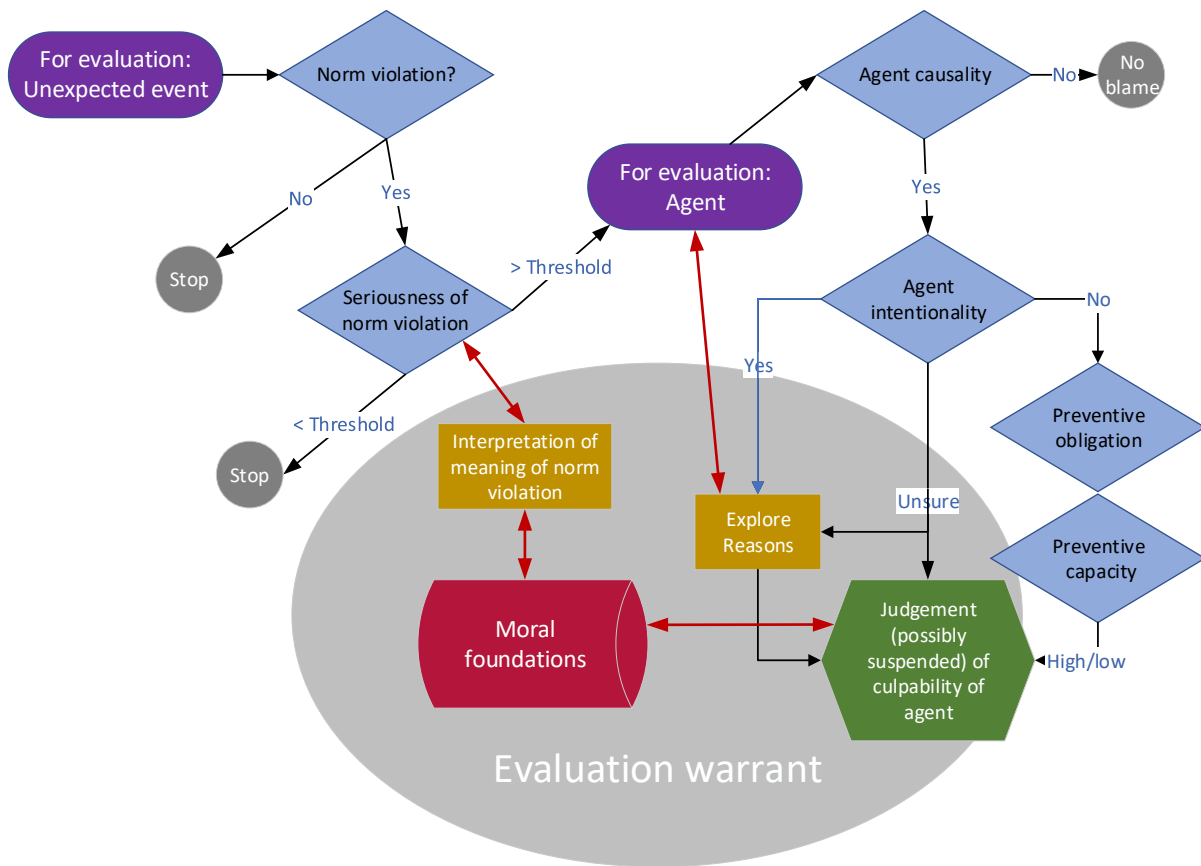 For evaluation:
Unexpected event
Norm violation?
No
Yes
Stop
Seriousness of
norm violation
> Threshold
< Threshold
Stop
For evaluation:
Agent
Agent causality
No
No
blame
Yes
Agent
intentionality
No
Yes
Unsure
Preventive
obligation
Preventive
capacity
High/low
Interpretation of
meaning of norm
violation
Explore
Reasons
Moral
foundations
Judgement
(possibly
suspended) of
culpability of
agent
Evaluation warrant